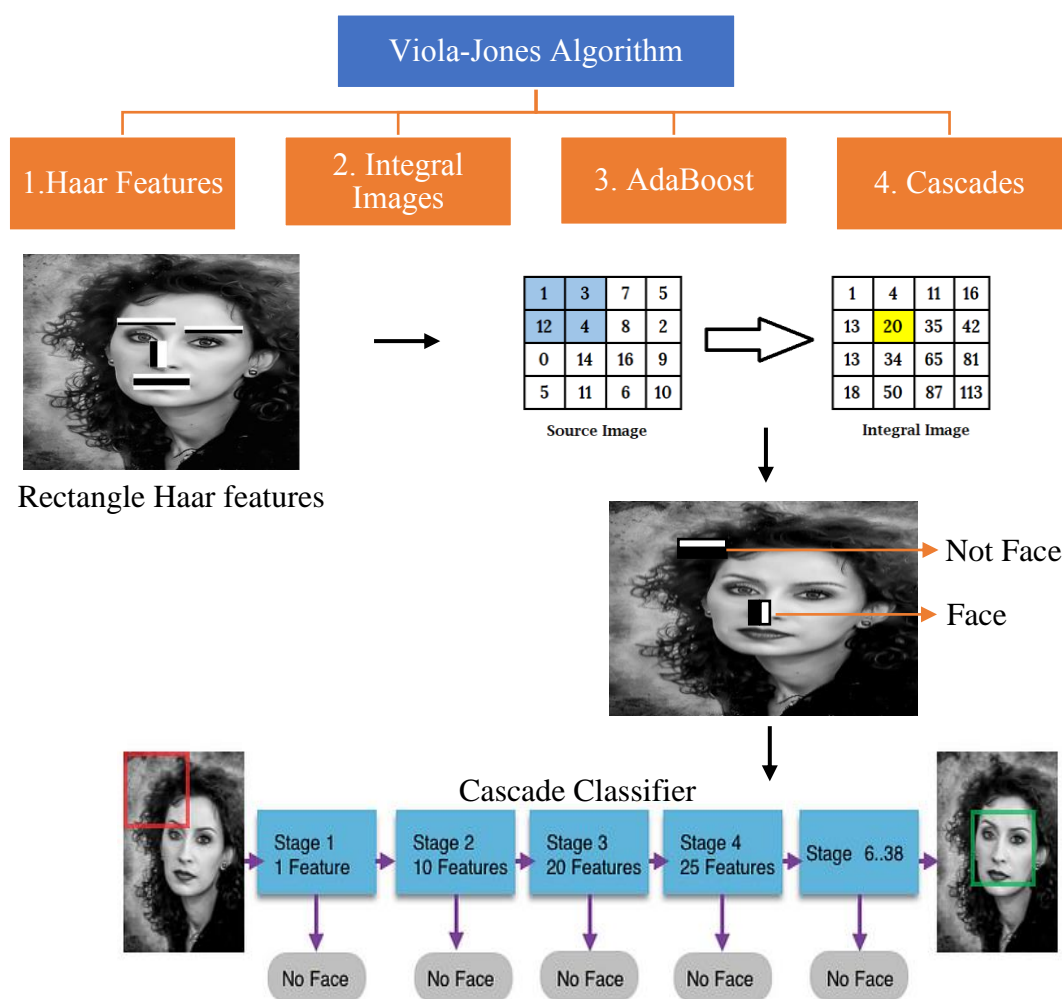 Viola-Jones Algorithm
1.Haar Features
2. Integral
Images
3. AdaBoost
4. Cascades
1 3 7 5
12 4 8 2
0 14 16 9
5 11 6 10
Source Image
1 4 11 16
13 20 35 42
13 34 65 81
18 50 87 113
Integral Image
Rectangle Haar features
Not Face
Face
Cascade Classifier
Stage 1
1 Feature
Stage 2
10 Features
Stage 3
20 Features
Stage 4
25 Features
Stage 6..38
No Face
No Face
No Face
No Face
No Face